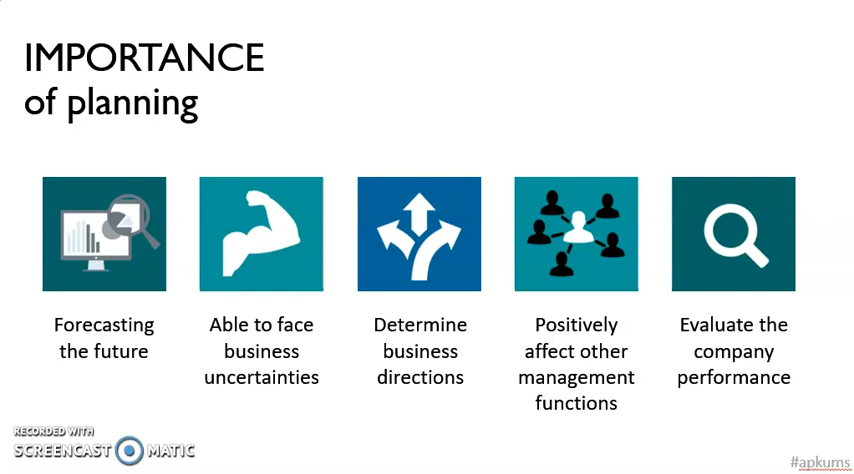 IMPORTANCE
of planning
Forecasting
the future
Able to face
business
uncertainties
Determine
business
directions
Positively
affect other
management
functions
Evaluate the
company
performance
RECORDED WITH
SCREENCAST MATIC
#apkums